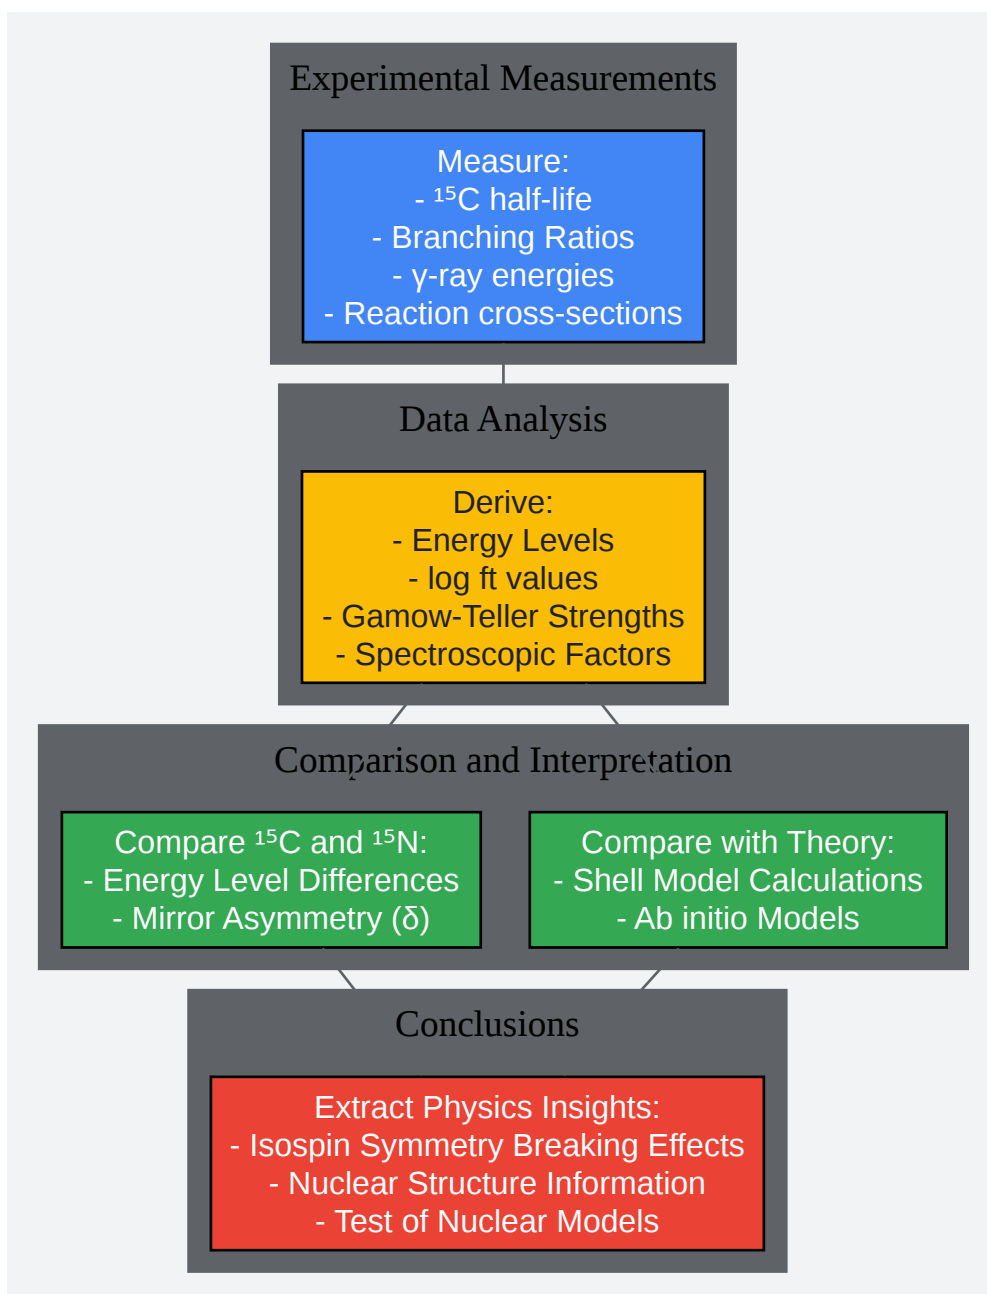 Experimental Measurements
Measure:
- ¹⁵C half-life
- Branching Ratios
- γ-ray energies
- Reaction cross-sections
Data Analysis
Derive:
- Energy Levels
- log ft values
- Gamow-Teller Strengths
- Spectroscopic Factors
Comparison and Interpretation
Compare ¹⁵C and ¹⁵N:
- Energy Level Differences
- Mirror Asymmetry (δ)
Compare with Theory:
- Shell Model Calculations
- Ab initio Models
Conclusions
Extract Physics Insights:
- Isospin Symmetry Breaking Effects
- Nuclear Structure Information
- Test of Nuclear Models